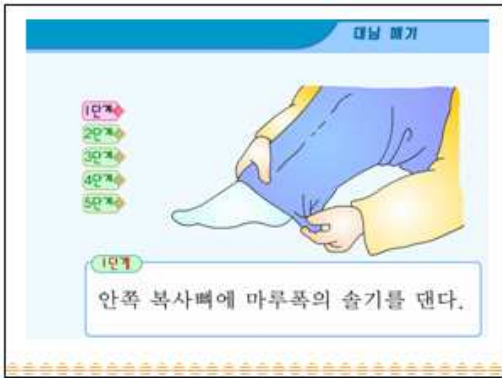 대님 매기
1단계
2단계
3단계
4단계
5단계
1단계
안쪽 복사뼈에 마루폭의 솔기를 댄다.